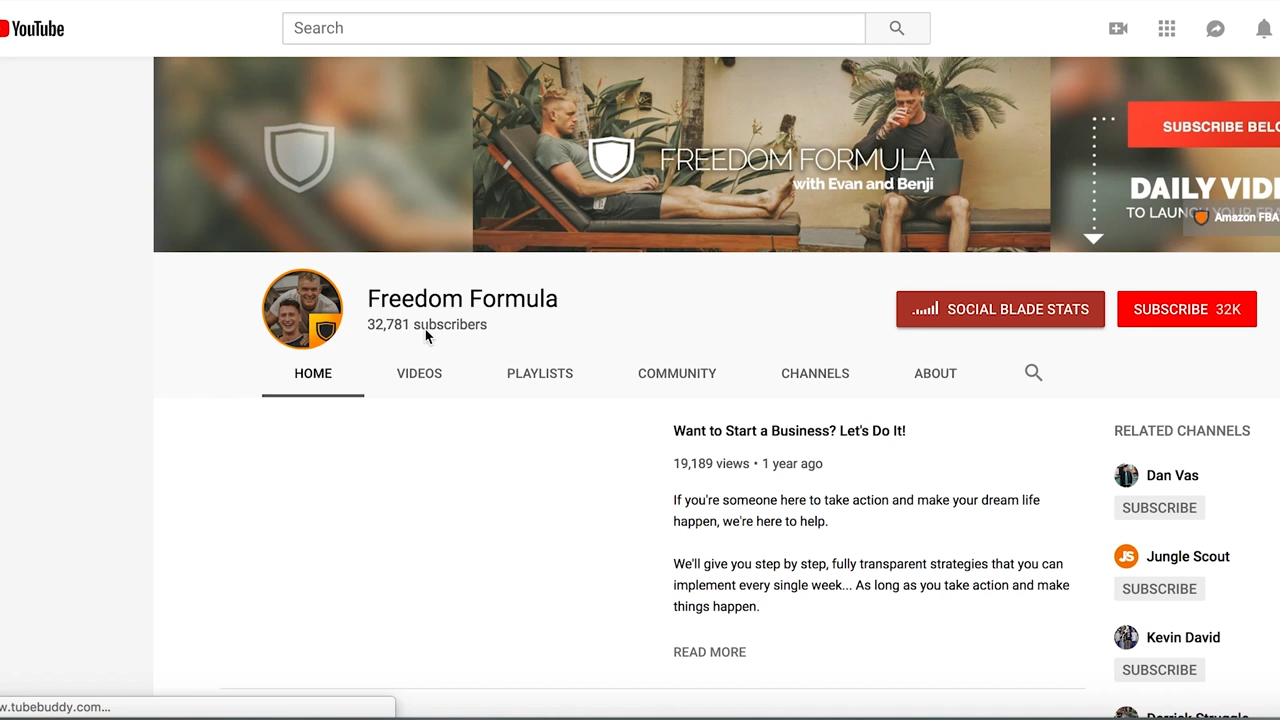 YouTube
Search
FREEDOM FORMULA
with Evan and Benji
SUBSCRIBE
DAILY
TO
Amazon FBA
Freedom Formula
32,781 subscribers
SOCIAL BLADE STATS
SUBSCRIBE 32K
HOME
VIDEOS
PLAYLISTS
COMMUNITY
CHANNELS
ABOUT
Want to Start a Business? Let's Do It!
19,189 views • 1 year ago
If you're someone here to take action and make your dream life
happen, we're here to help.
We'll give you step by step, fully transparent strategies that you can
implement every single week... As long as you take action and make
things happen.
READ MORE
RELATED CHANNELS
Dan Vas
SUBSCRIBE
JS
Jungle Scout
SUBSCRIBE
Kevin David
SUBSCRIBE
w.tubebuddy.com...